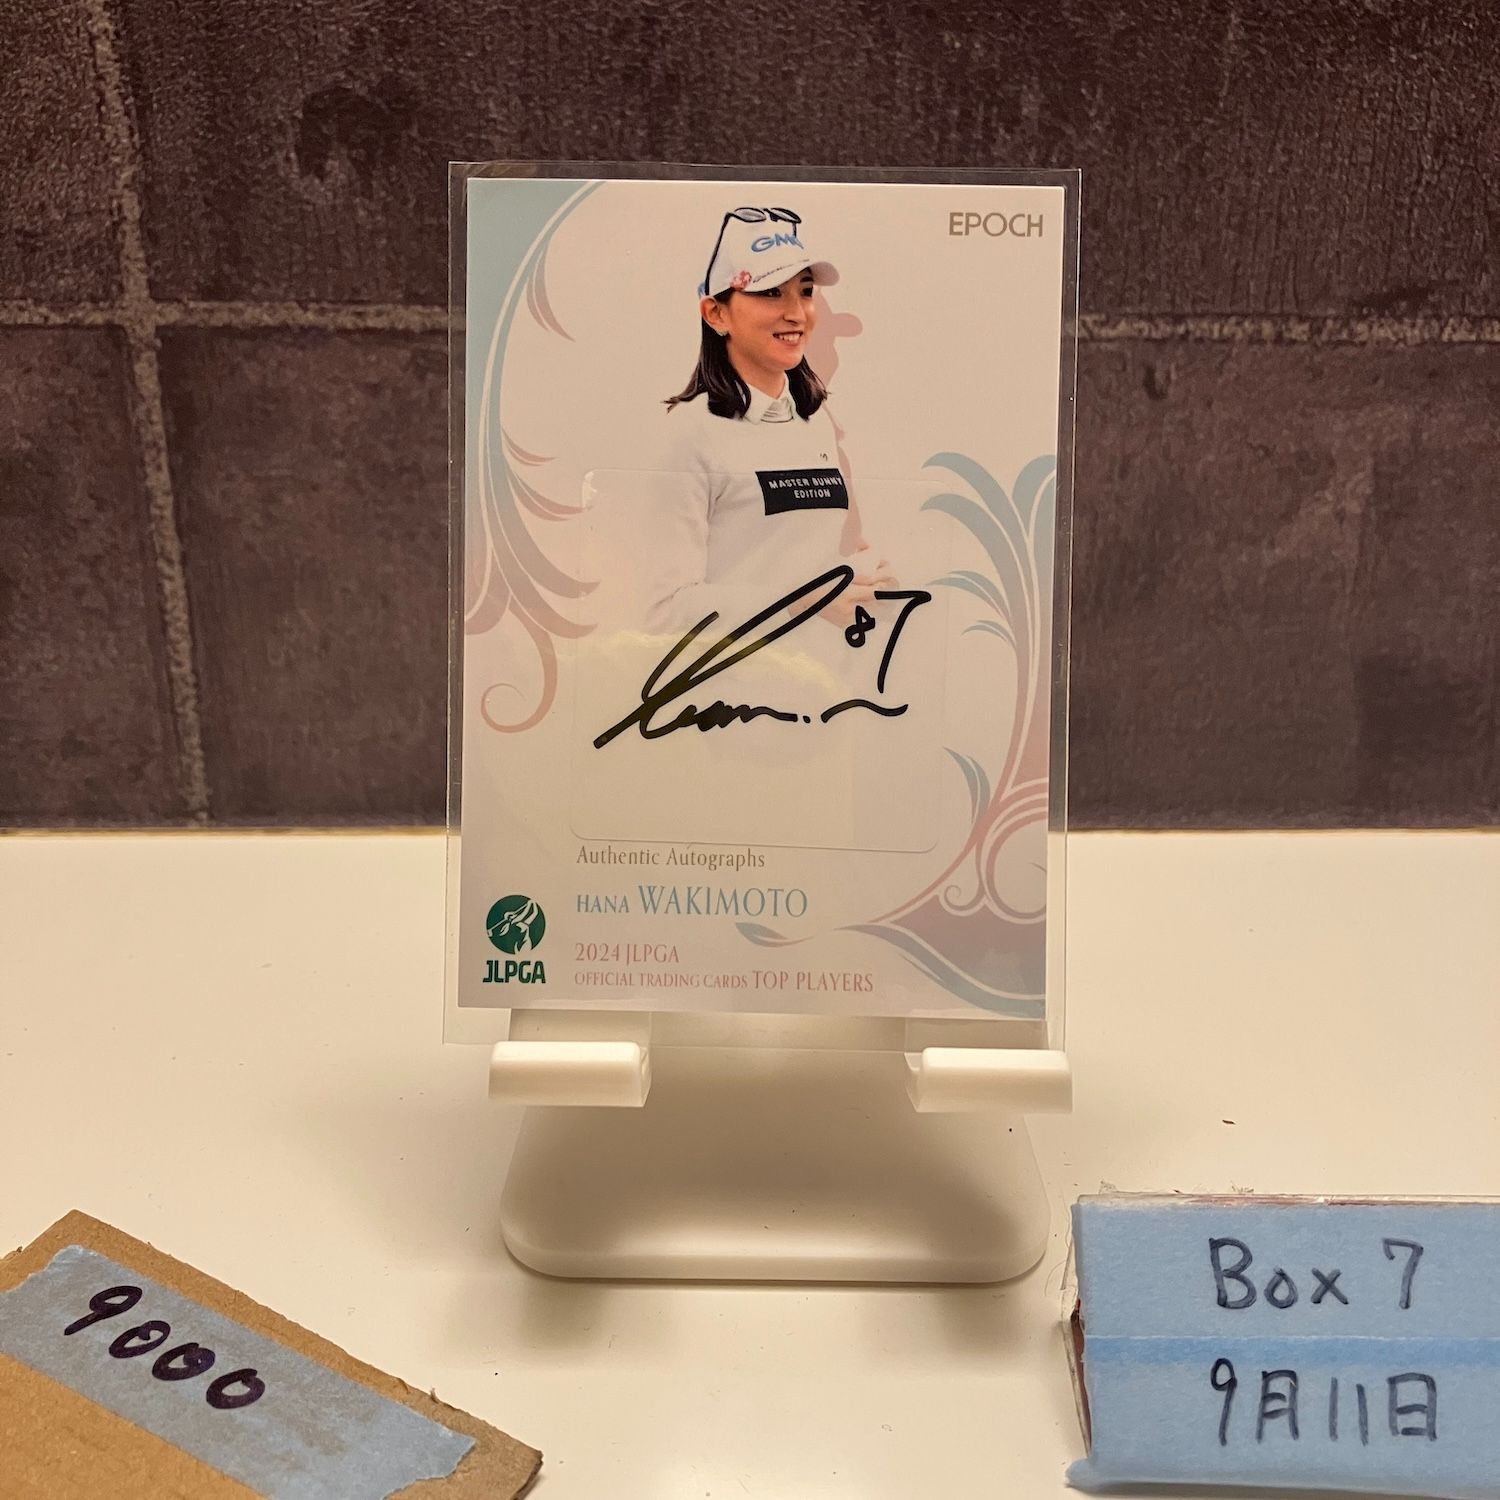 EPOCH
GMO
MASTER BUNNY
EDITION
87
Authentic Autographs
HANA WAKIMOTO
2024 JLPGA
OFFICIAL TRADING CARDS TOP PLAYERS
JLPGA
9000
Box 7
9月11日